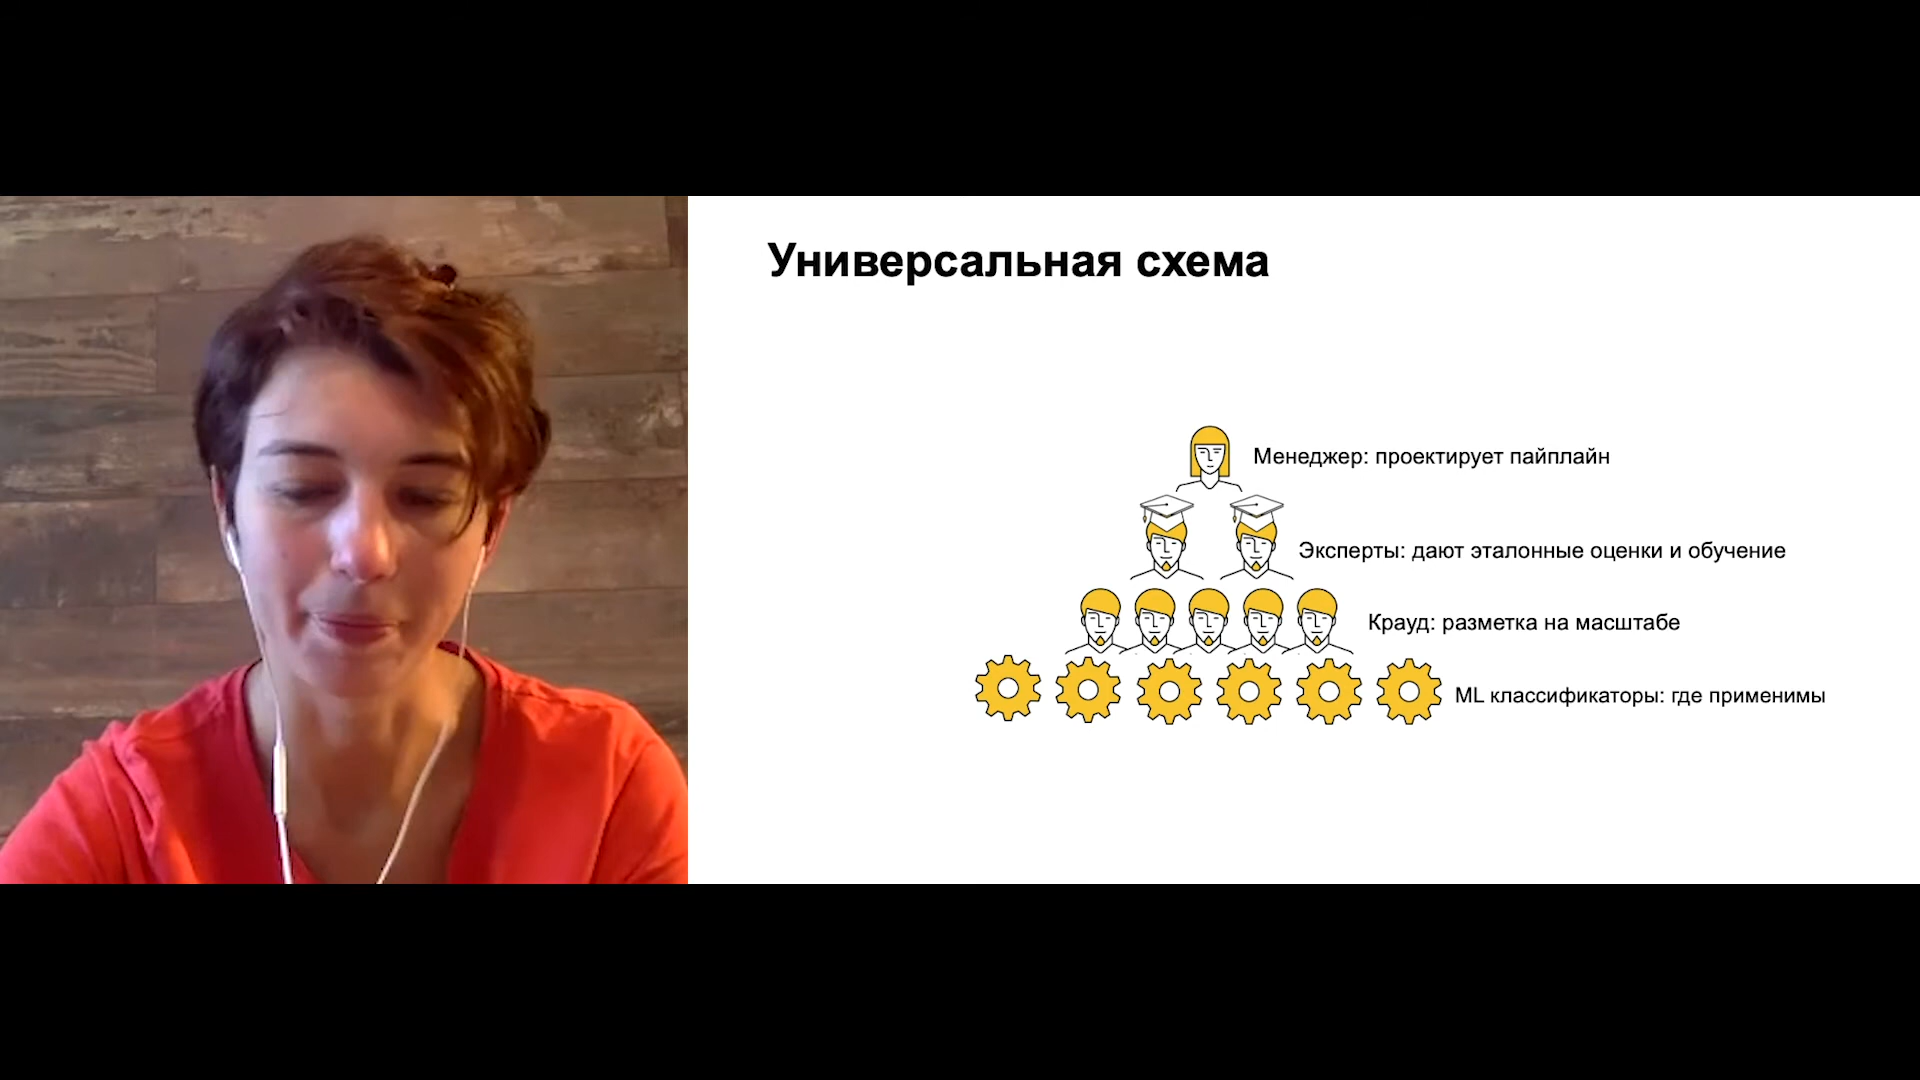 Универсальная схема
Менеджер: проектирует пайплайн
Эксперты: дают эталонные оценки и обучение
Крауд: разметка на масштабе
ML классификаторы: где применимы